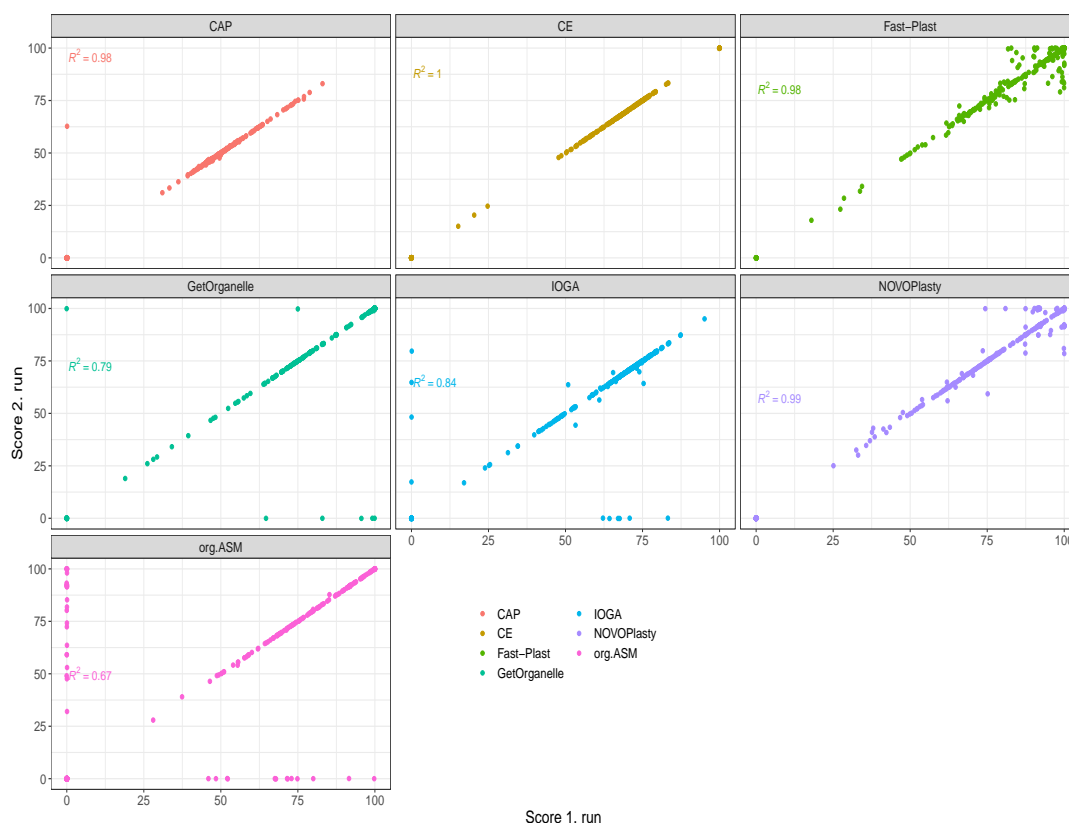 CAP
CE
Fast−Plast
100
75
50
25
0
R² = 0.98
R² = 1
R² = 0.98
GetOrganelle
IOGA
NOVOPlasty
100
75
50
25
0
R² = 0.79
R² = 0.84
R² = 0.99
0 25 50 75 100
0 25 50 75 100
org.ASM
100
75
50
25
0
R² = 0.67
0 25 50 75 100
Score 2. run
Score 1. run
CAP
CE
Fast−Plast
GetOrganelle
IOGA
NOVOPlasty
org.ASM